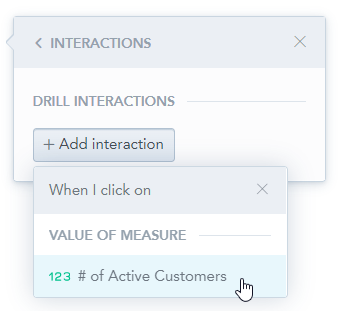 INTERACTIONS
DRILL INTERACTIONS
+ Add interaction
When I click on
VALUE OF MEASURE
123 # of Active Customers